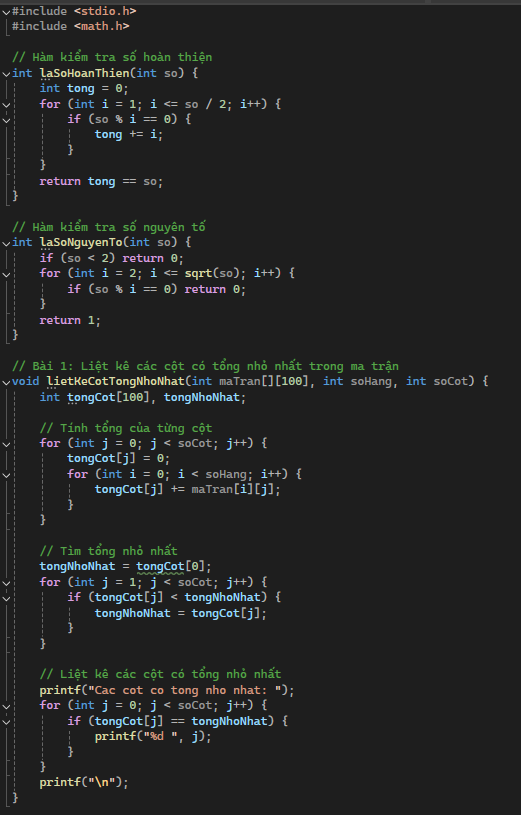 #include <stdio.h>
#include <math.h>

// Hàm kiểm tra số hoàn thiện
int laSoHoanThien(int so) {
    int tong = 0;
    for (int i = 1; i <= so / 2; i++) {
        if (so % i == 0) {
            tong += i;
        }
    }
    return tong == so;
}

// Hàm kiểm tra số nguyên tố
int laSoNguyenTo(int so) {
    if (so < 2) return 0;
    for (int i = 2; i <= sqrt(so); i++) {
        if (so % i == 0) return 0;
    }
    return 1;
}

// Bài 1: Liệt kê các cột có tổng nhỏ nhất trong ma trận
void lietKeCotTongNhoNhat(int maTran[][100], int soHang, int soCot) {
    int tongCot[100], tongNhoNhat;

    // Tính tổng của từng cột
    for (int j = 0; j < soCot; j++) {
        tongCot[j] = 0;
        for (int i = 0; i < soHang; i++) {
            tongCot[j] += maTran[i][j];
        }
    }

    // Tìm tổng nhỏ nhất
    tongNhoNhat = tongCot[0];
    for (int j = 1; j < soCot; j++) {
        if (tongCot[j] < tongNhoNhat) {
            tongNhoNhat = tongCot[j];
        }
    }

    // Liệt kê các cột có tổng nhỏ nhất
    printf("Cac cot co tong nho nhat: ");
    for (int j = 0; j < soCot; j++) {
        if (tongCot[j] == tongNhoNhat) {
            printf("%d ", j);
        }
    }
    printf("\n");
}